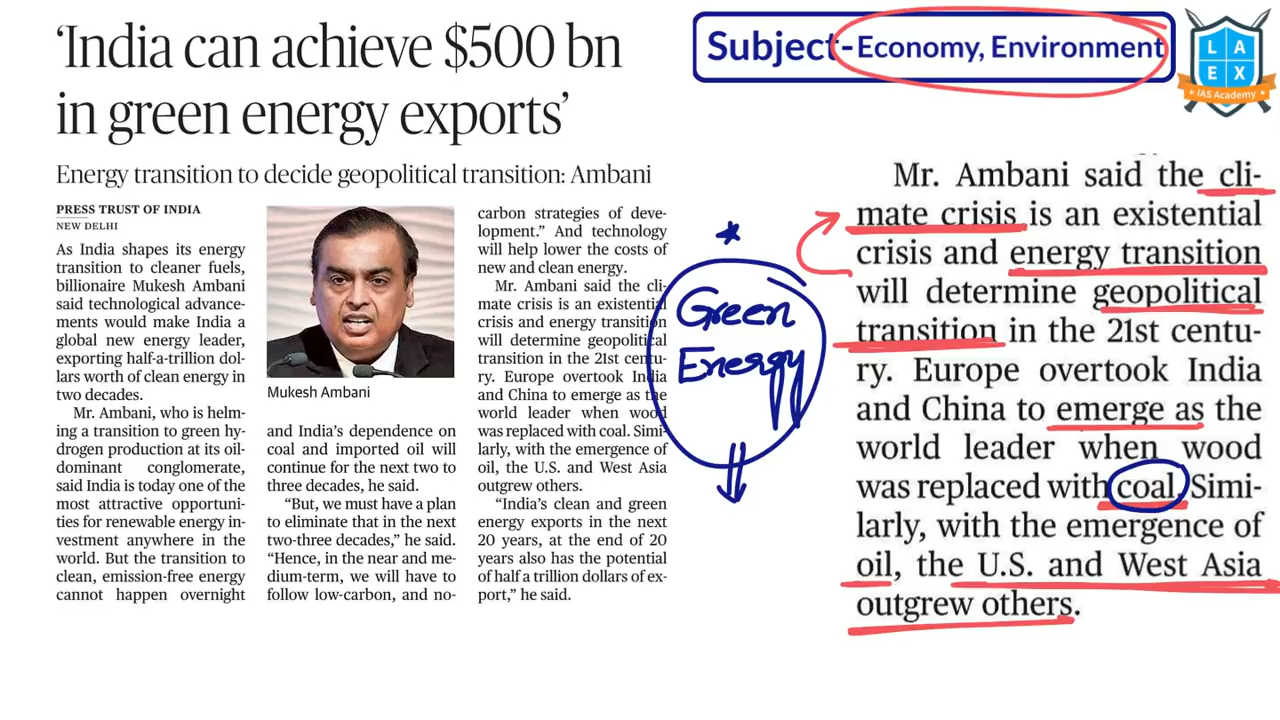 ‘India can achieve $500 bn
in green energy exports’
Energy transition to decide geopolitical transition: Ambani
PRESS TRUST OF INDIA
NEW DELHI
As India shapes its energy
transition to cleaner fuels,
billionaire Mukesh Ambani
said technological advance-
ments would make India a
global new energy leader,
exporting half-a-trillion dol-
lars worth of clean energy in
two decades.
Mr. Ambani, who is helm-
ing a transition to green hy-
drogen production at its oil-
dominant conglomerate,
said India is today one of the
most attractive opportuni-
ties for renewable energy in-
vestment anywhere in the
world. But the transition to
clean, emission-free energy
cannot happen overnight
Mukesh Ambani
and India’s dependence on
coal and imported oil will
continue for the next two to
three decades, he said.
“But, we must have a plan
to eliminate that in the next
two-three decades,” he said.
“Hence, in the near and me-
dium-term, we will have to
follow low-carbon, and no-
carbon strategies of deve-
lopment.” And technology
will help lower the costs of
new and clean energy.
Mr. Ambani said the cli-
mate crisis is an existential
crisis and energy transition
will determine geopolitical
transition in the 21st centu-
ry. Europe overtook India
and China to emerge as the
world leader when wood
was replaced with coal. Simi-
larly, with the emergence of
oil, the U.S. and West Asia
outgrew others.
“India’s clean and green
energy exports in the next
20 years, at the end of 20
years also has the potential
of half a trillion dollars of ex-
port,” he said.
Green
Energy
Subject-Economy, Environment
L A
E X
IAS Academy
Mr. Ambani said the cli-
mate crisis is an existential
crisis and energy transition
will determine geopolitical
transition in the 21st centu-
ry. Europe overtook India
and China to emerge as the
world leader when wood
was replaced with coal. Simi-
larly, with the emergence of
oil, the U.S. and West Asia
outgrew others.